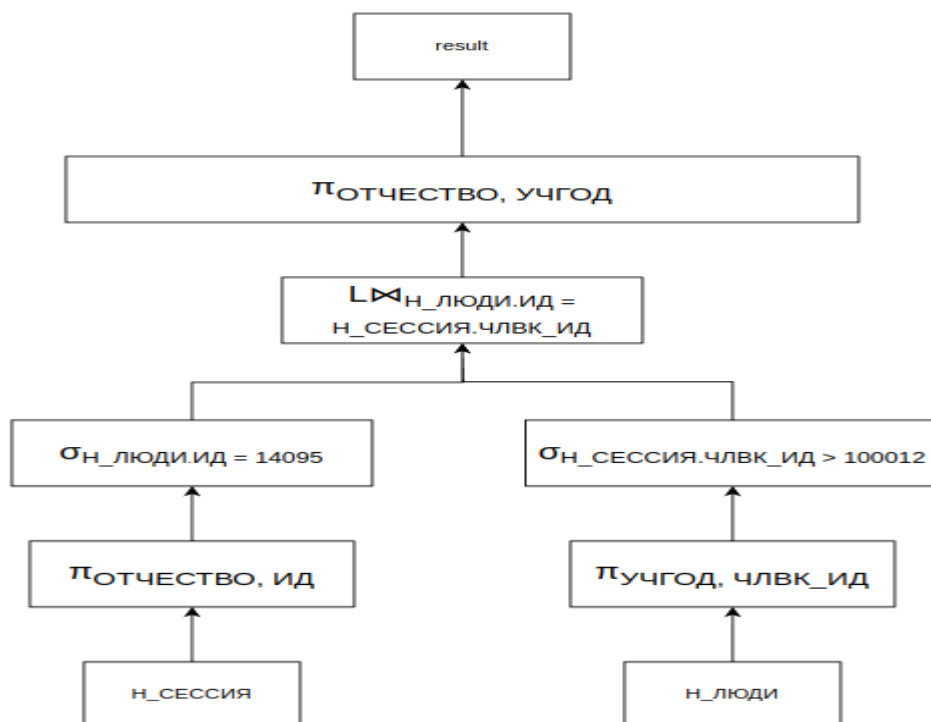 result
πОТЧЕСТВО, УЧГОД
L⋈Н_ЛЮДИ.ИД =
Н_СЕССИЯ.ЧЛВК_ИД
σН_ЛЮДИ.ИД = 14095
σН_СЕССИЯ.ЧЛВК_ИД > 100012
πОТЧЕСТВО, ИД
πУЧГОД, ЧЛВК_ИД
Н_СЕССИЯ
Н_ЛЮДИ